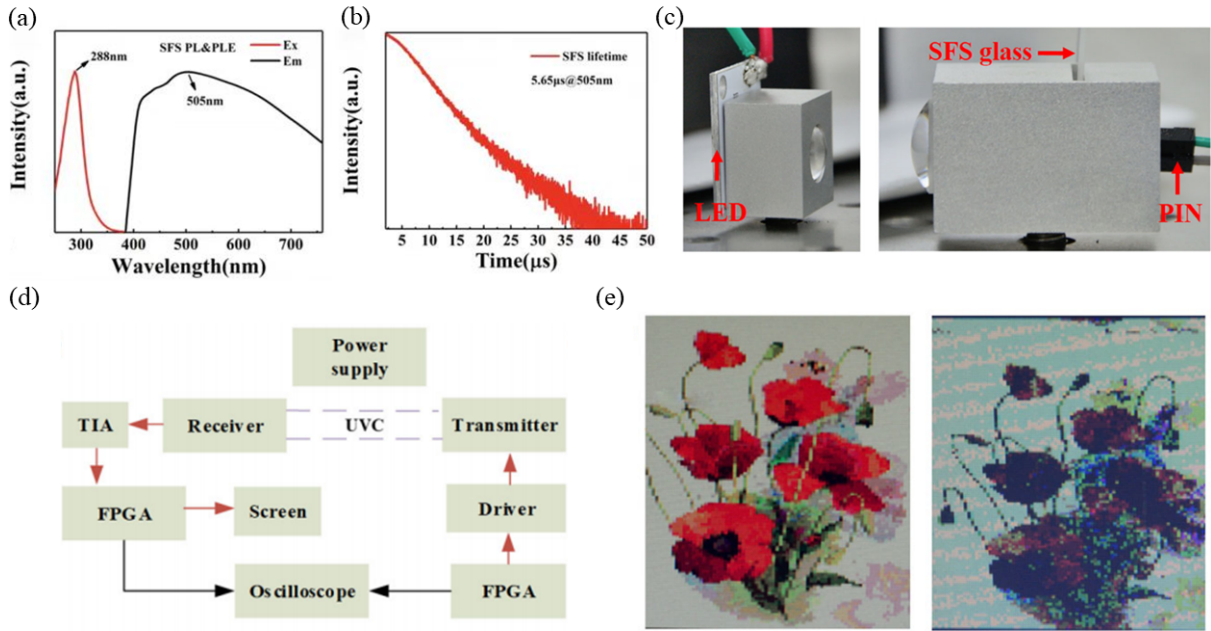 (a)
Intensity(a.u.)
288nm
SFS PL&PLE
Ex
Em
505nm
300 400 500 600 700
Wavelength(nm)
(b)
Intensity(a.u.)
SFS lifetime
5.65μs@505nm
5 10 15 20 25 30 35 40 45 50
Time(μs)
(c)
LED
SFS glass
PIN
(d)
Power
supply
TIA
Receiver
UVC
Transmitter
FPGA
Screen
Driver
Oscilloscope
FPGA
(e)